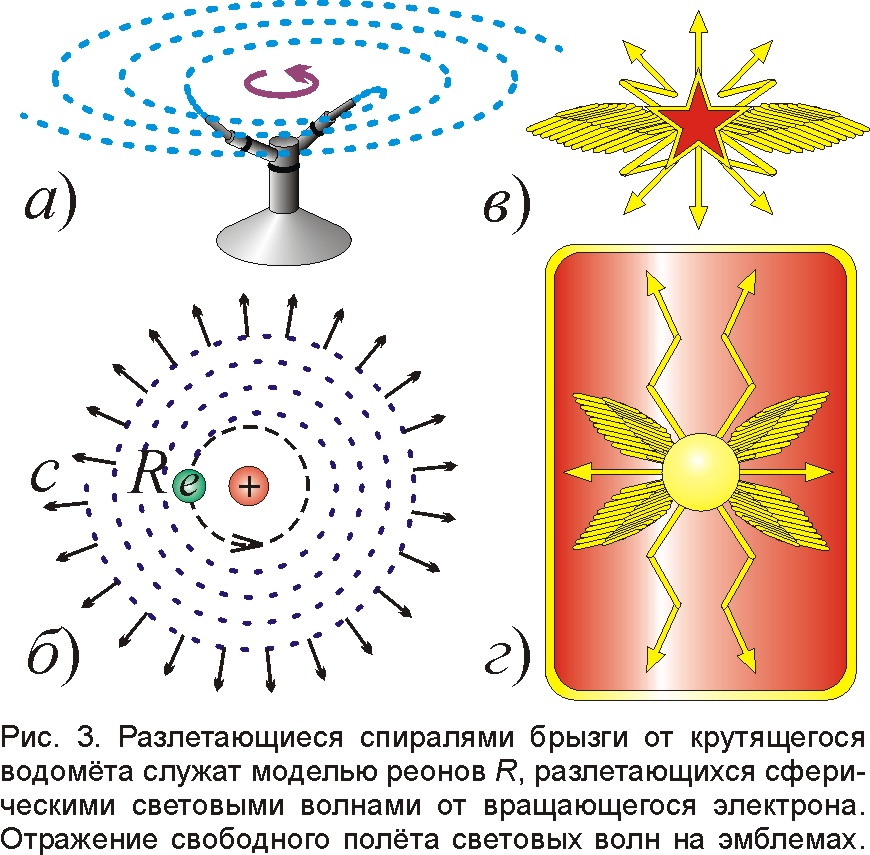 а)
в)
c
R
e
+
б)
г)
Рис. 3. Разлетающиеся спиралями брызги от крутящегося
водомёта служат моделью реонов R, разлетающихся сфери-
ческими световыми волнами от вращающегося электрона.
Отражение свободного полёта световых волн на эмблемах.